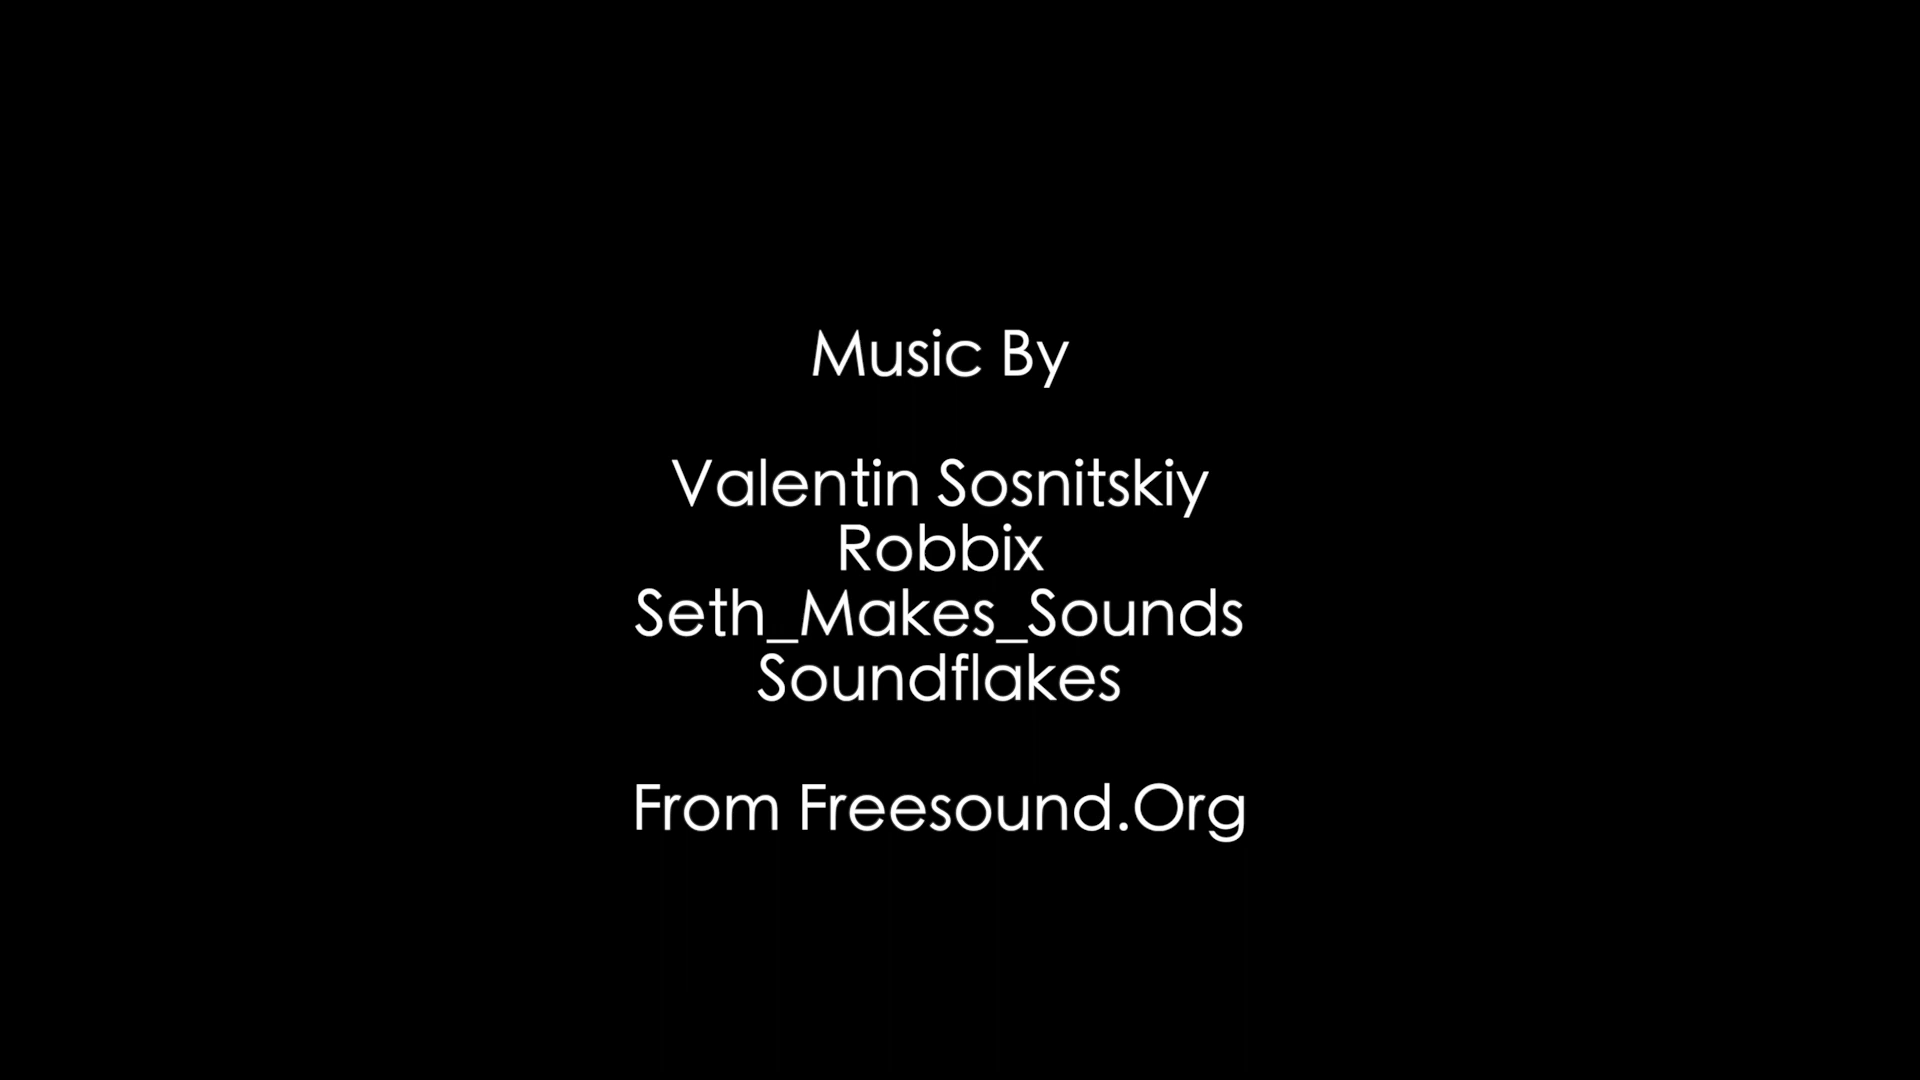 Music By
Valentin Sosnitskiy
Robbix
Seth_Makes_Sounds
Soundflakes
From Freesound.Org